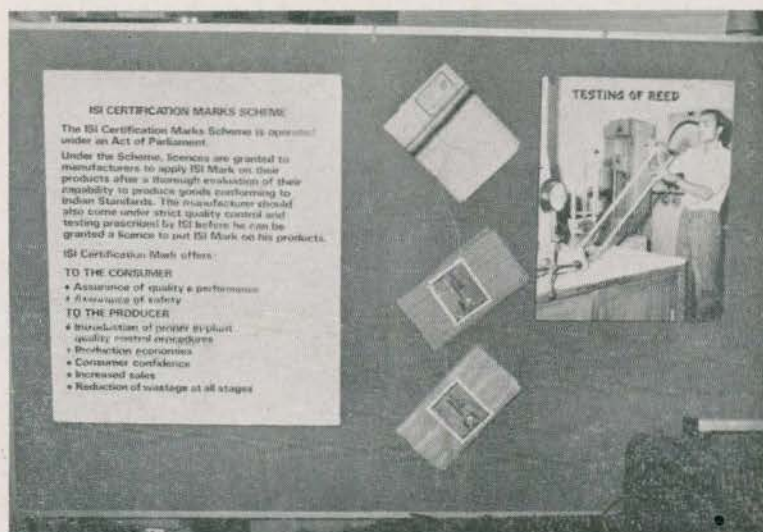 ISI CERTIFICATION MARKS SCHEME
The ISI Certification Marks Scheme is operated
under an Act of Parliament.
Under the Scheme, licences are granted to
manufacturers to apply ISI Mark on their
products after a thorough evaluation of their
capability to produce goods conforming to
Indian Standards. The manufacturer should
also come under strict quality control and
testing prescribed by ISI before he can be
granted a licence to put ISI Mark on his products.
ISI Certification Mark offers:
TO THE CONSUMER
• Assurance of quality & performance
• Assurance of safety
TO THE PRODUCER
• Introduction of proper in-plant
quality control procedures
• Production economies
• Consumer confidence
• Increased sales
• Reduction of wastage at all stages
TESTING OF REED